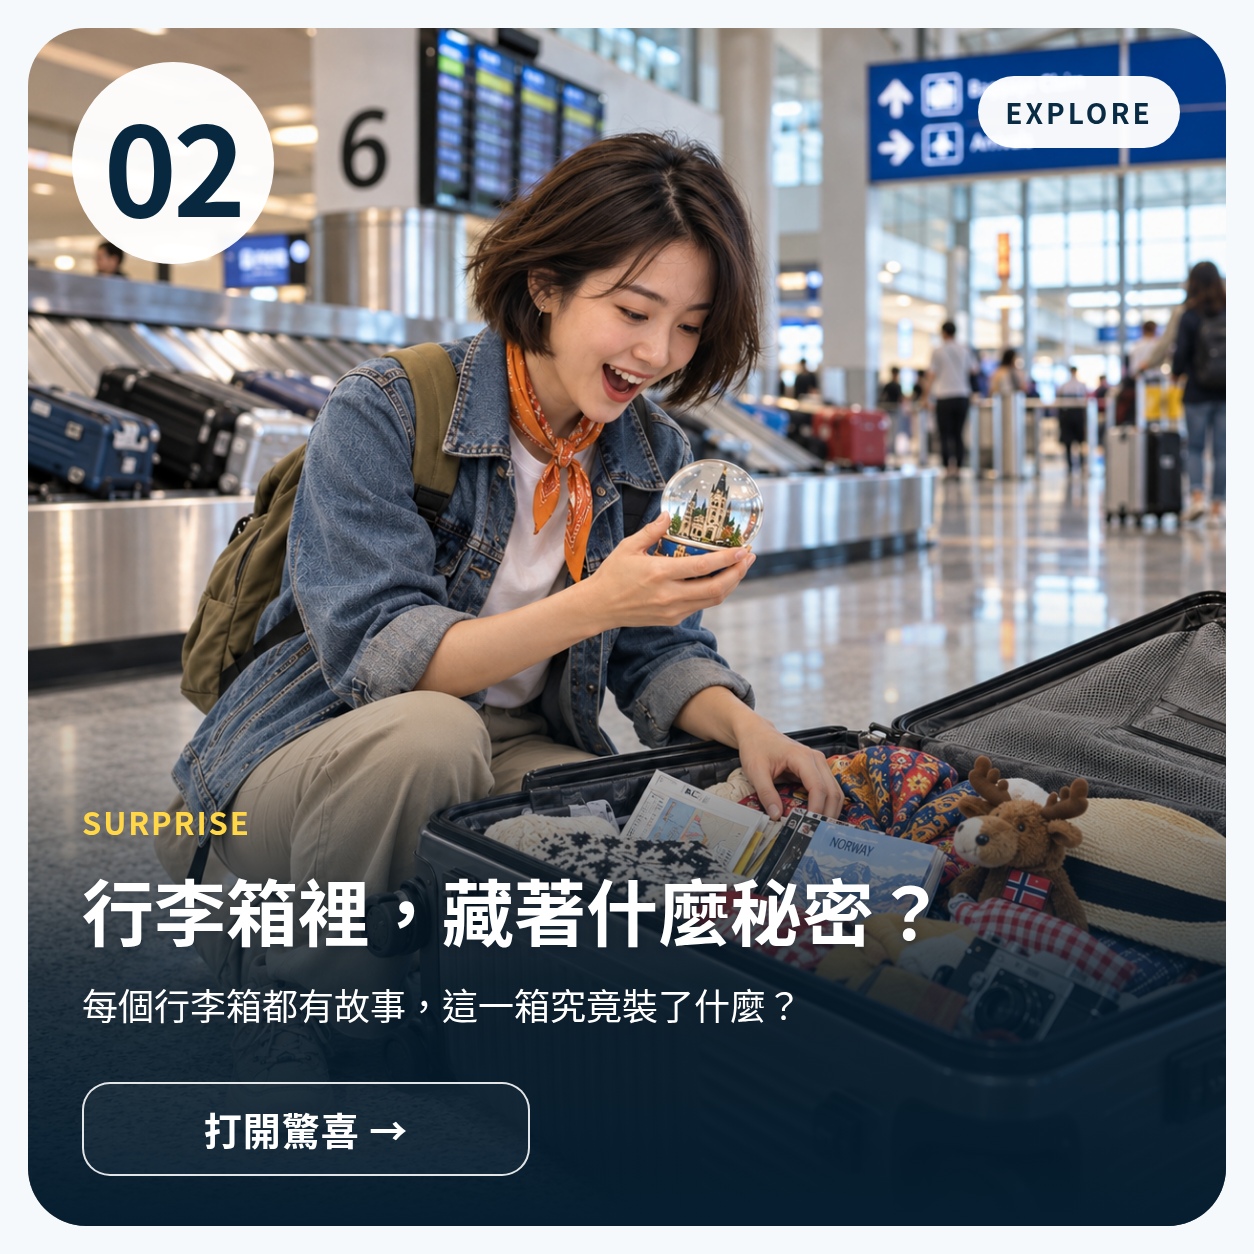 02
6
EXPLORE
NORWAY
SURPRISE
行李箱裡，藏著什麼秘密？
每個行李箱都有故事，這一箱究竟裝了什麼？
打開驚喜 →